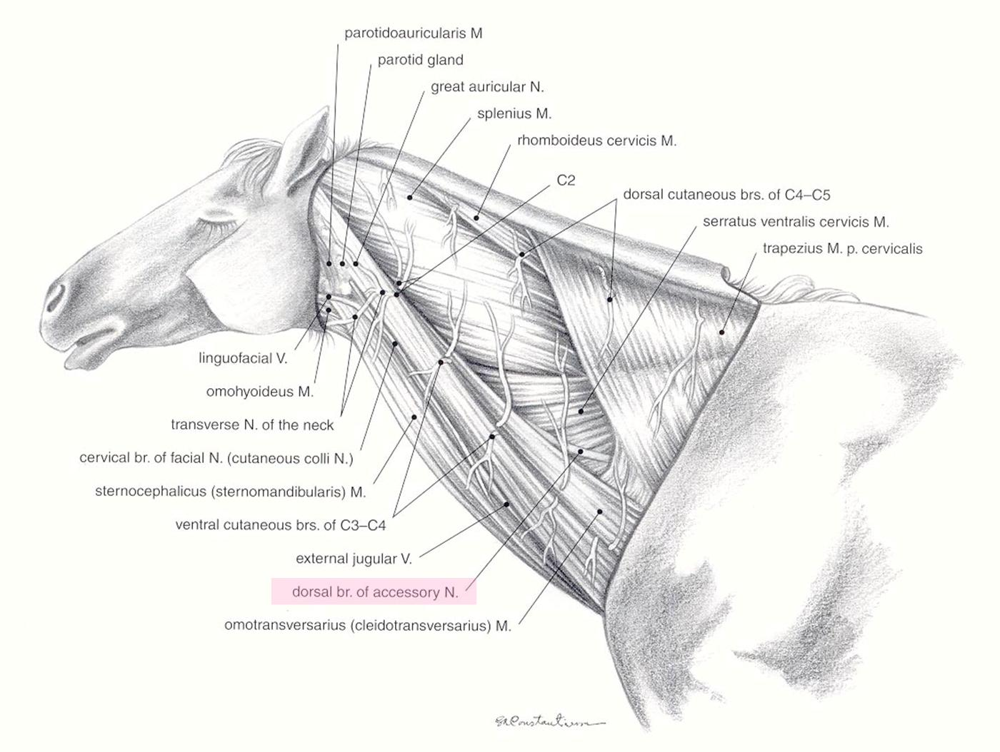 parotidoauricularis M
parotid gland
great auricular N.
splenius M.
rhomboideus cervicis M.
C2
dorsal cutaneous brs. of C4–C5
serratus ventralis cervicis M.
trapezius M. p. cervicalis
linguofacial V.
omohyoideus M.
transverse N. of the neck
cervical br. of facial N. (cutaneous colli N.)
sternocephalicus (sternomandibularis) M.
ventral cutaneous brs. of C3–C4
external jugular V.
dorsal br. of accessory N.
omotransversarius (cleidotransversarius) M.